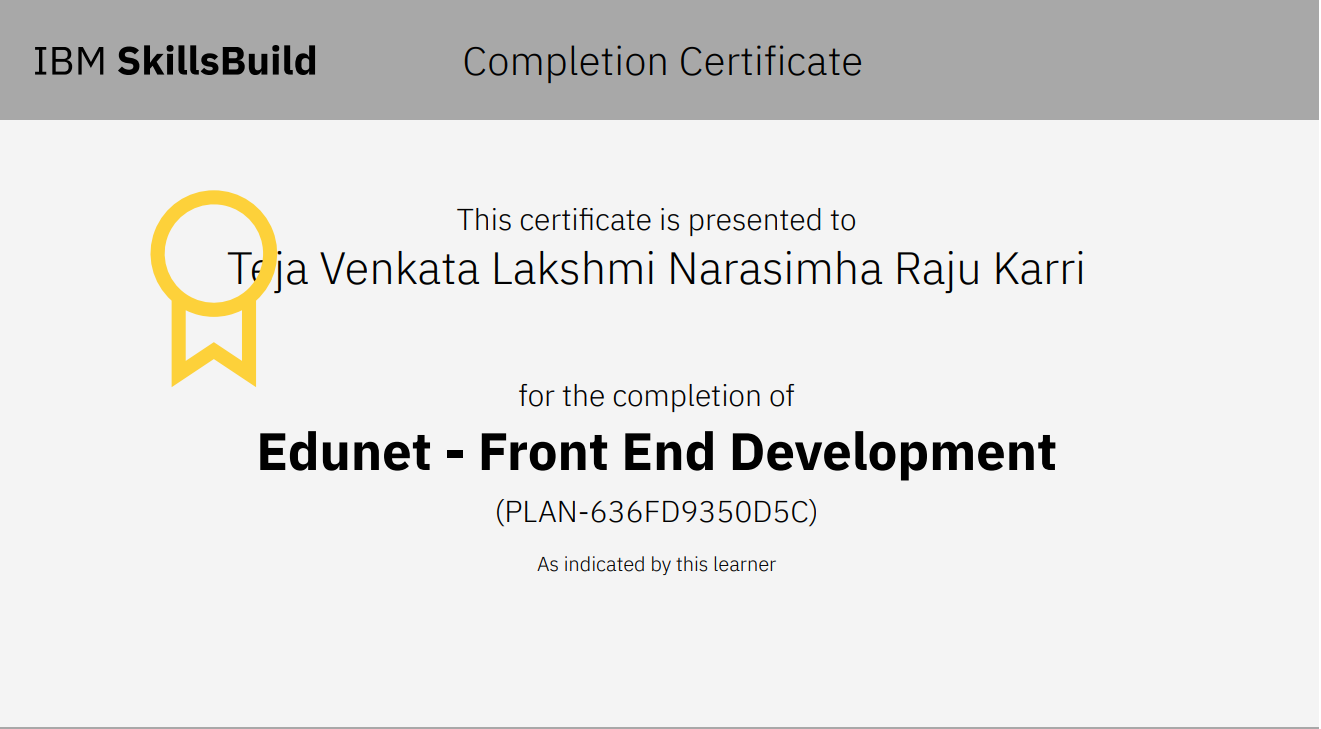 IBM SkillsBuild
Completion Certificate
This certificate is presented to
Teja Venkata Lakshmi Narasimha Raju Karri
for the completion of
Edunet - Front End Development
(PLAN-636FD9350D5C)
As indicated by this learner